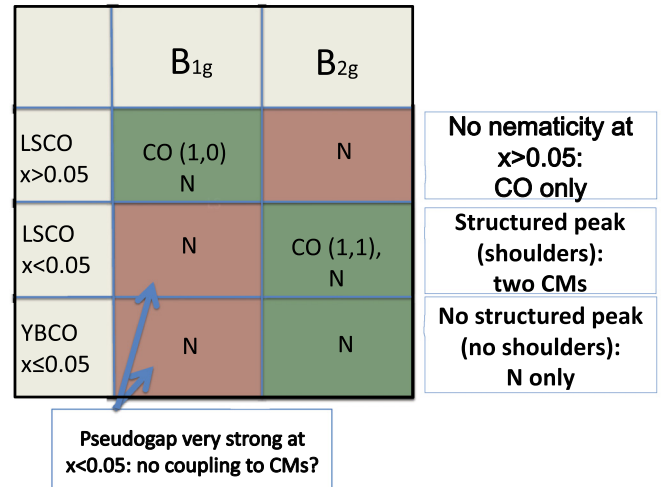 B1g
B2g
LSCO
x>0.05
CO (1,0)
N
N
No nematicity at
x>0.05:
CO only
LSCO
x<0.05
N
CO (1,1),
N
Structured peak
(shoulders):
two CMs
YBCO
x≤0.05
N
N
No structured peak
(no shoulders):
N only
Pseudogap very strong at
x<0.05: no coupling to CMs?